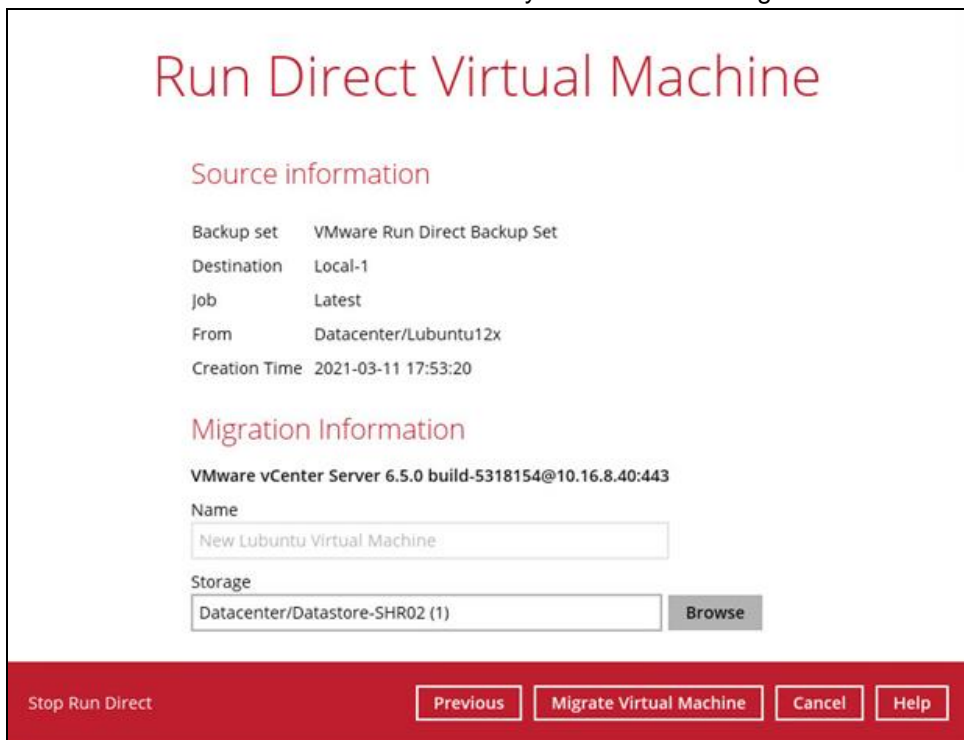 Run Direct Virtual Machine
Source information
Backup set VMware Run Direct Backup Set
Destination Local-1
Job Latest
From Datacenter/Lubuntu12x
Creation Time 2021-03-11 17:53:20
Migration Information
VMware vCenter Server 6.5.0 build-5318154@10.16.8.40:443
Name
New Lubuntu Virtual Machine
Storage
Datacenter/Datastore-SHR02 (1) Browse
Stop Run Direct Previous Migrate Virtual Machine Cancel Help